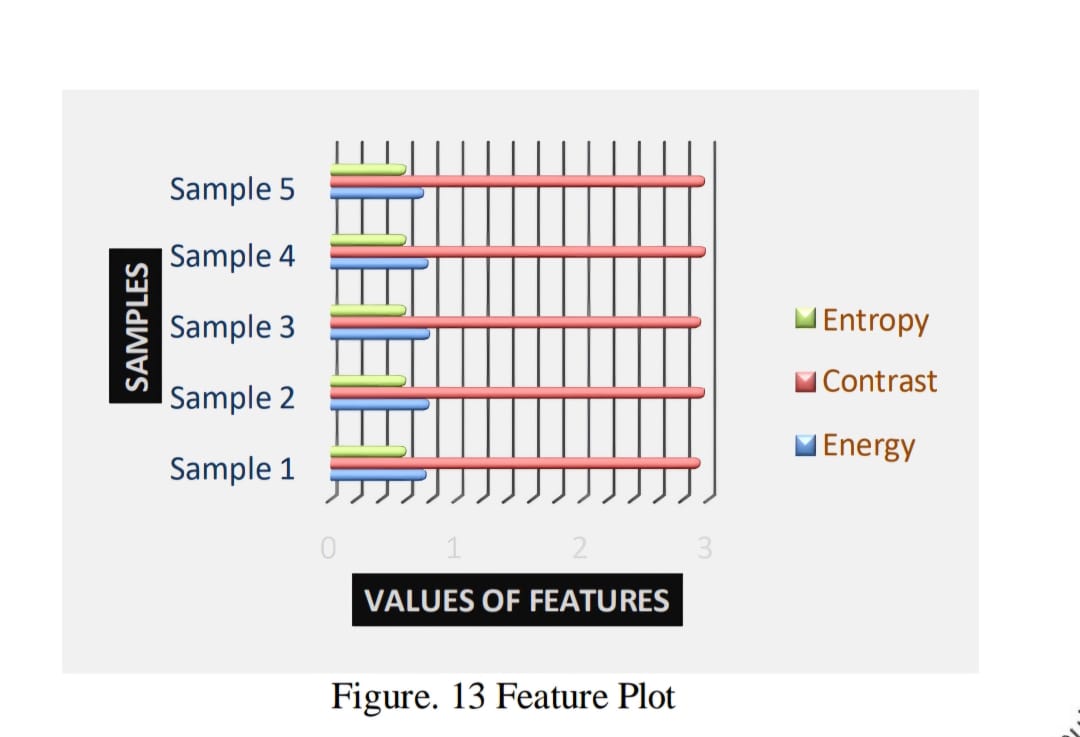 Sample 5
Sample 4
Sample 3
Sample 2
Sample 1
SAMPLES
0 1 2 3
VALUES OF FEATURES
Entropy
Contrast
Energy
Figure. 13 Feature Plot